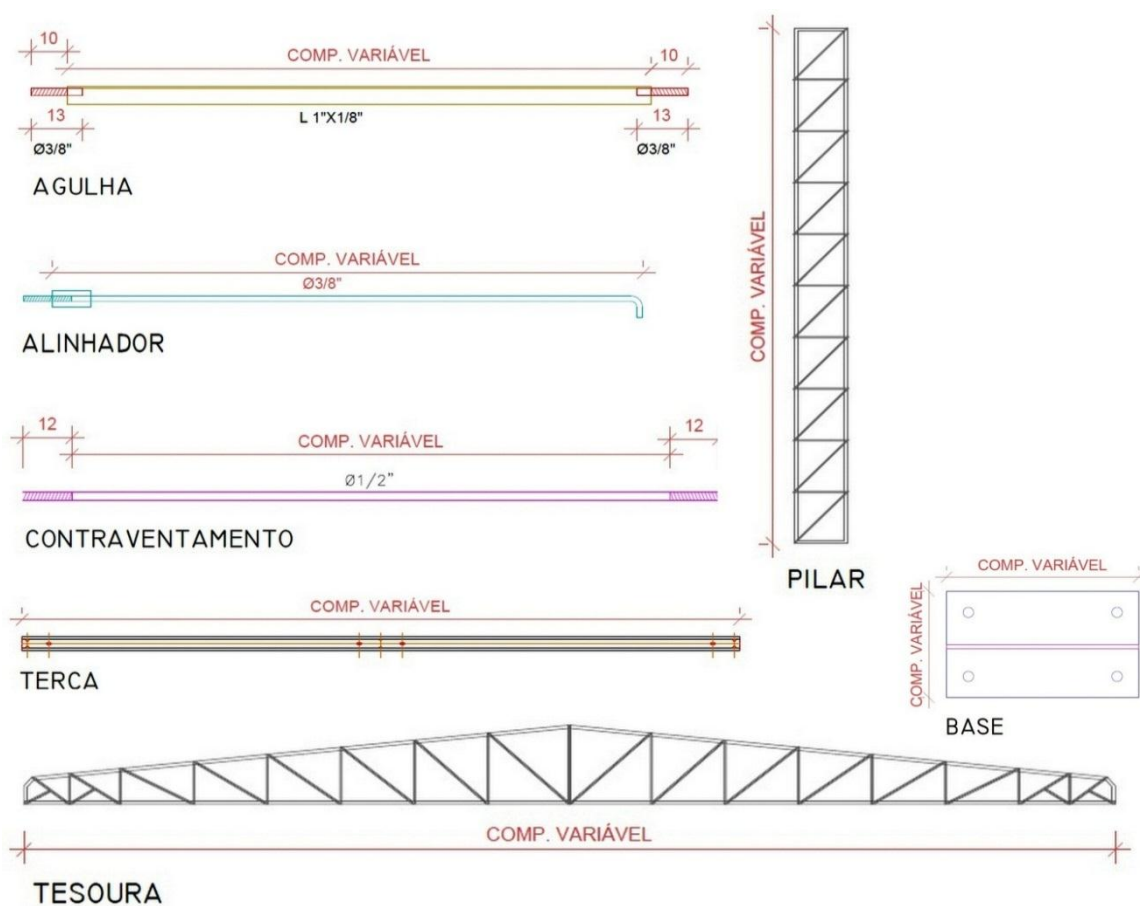 10
COMP. VARIÁVEL
10
L 1"X1/8"
13
Ø3/8"
13
Ø3/8"
AGULHA
COMP. VARIÁVEL
Ø3/8"
ALINHADOR
12
COMP. VARIÁVEL
12
Ø1/2"
CONTRAVENTAMENTO
COMP. VARIÁVEL
PILAR
COMP. VARIÁVEL
TERCA
COMP. VARIÁVEL
COMP. VARIÁVEL
BASE
COMP. VARIÁVEL
TESOURA